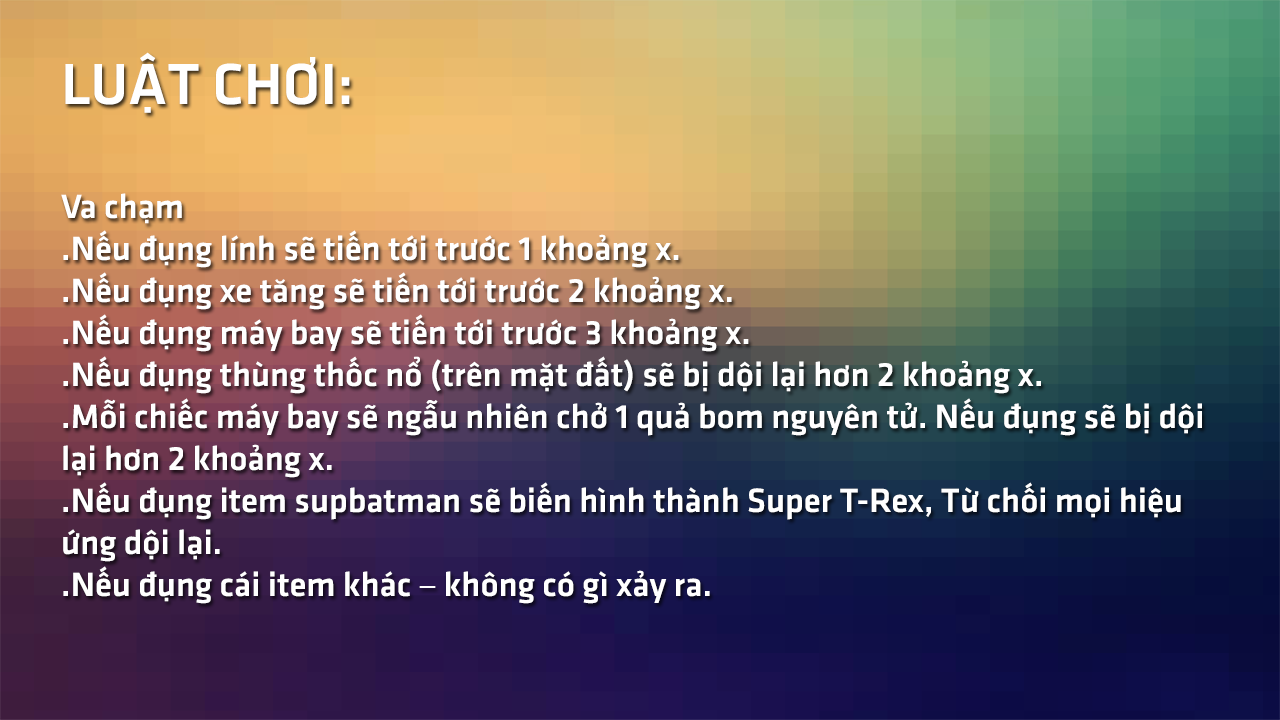 LUẬT CHƠI:
Va chạm
.Nếu đụng lính sẽ tiến tới trước 1 khoảng x.
.Nếu đụng xe tăng sẽ tiến tới trước 2 khoảng x.
.Nếu đụng máy bay sẽ tiến tới trước 3 khoảng x.
.Nếu đụng thùng thốc nổ (trên mặt đất) sẽ bị dội lại hơn 2 khoảng x.
.Mỗi chiếc máy bay sẽ ngẫu nhiên chở 1 quả bom nguyên tử. Nếu đụng sẽ bị dội
lại hơn 2 khoảng x.
.Nếu đụng item supbatman sẽ biến hình thành Super T-Rex, Từ chối mọi hiệu
ứng dội lại.
.Nếu đụng cái item khác – không có gì xảy ra.